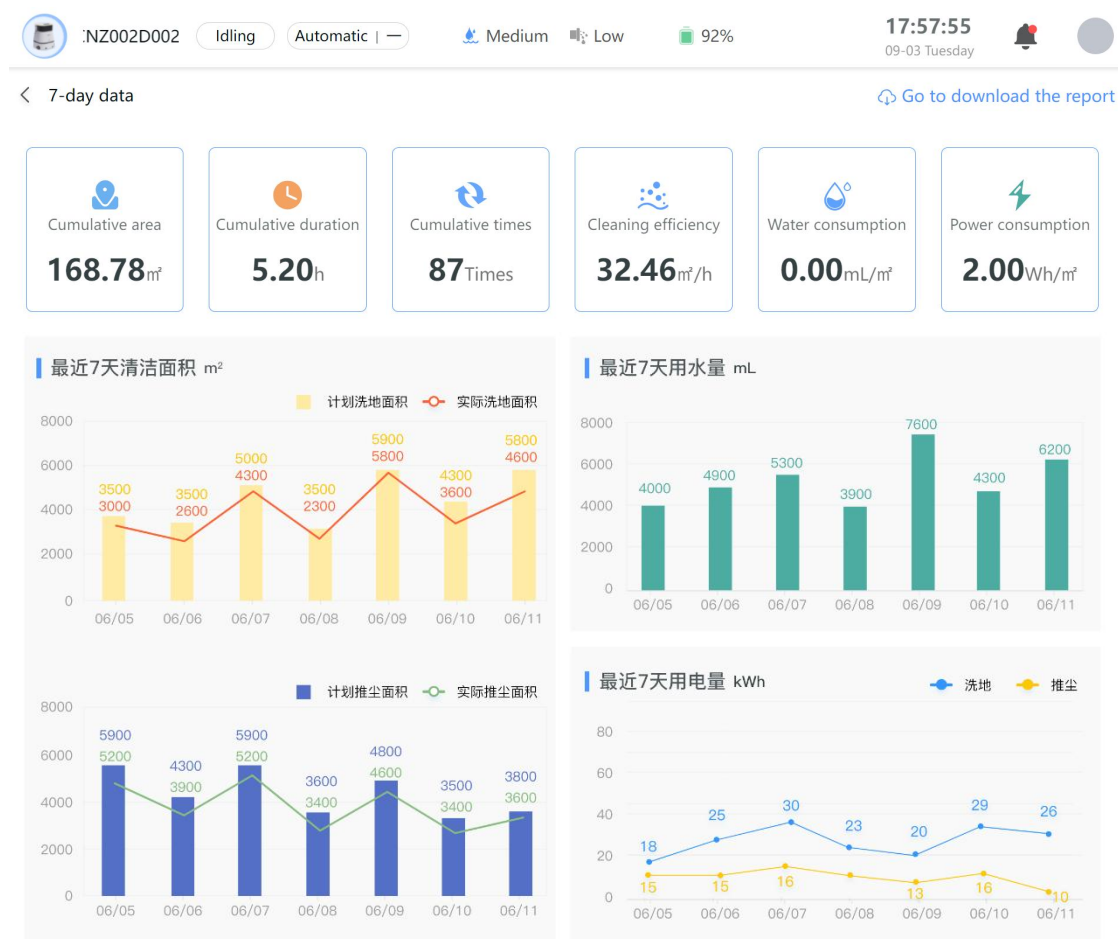 :NZ002D002 Idling Automatic | — Medium Low 92% 17:57:55
09-03 Tuesday
7-day data Go to download the report
Cumulative area
168.78㎡
Cumulative duration
5.20h
Cumulative times
87Times
Cleaning efficiency
32.46㎡/h
Water consumption
0.00mL/㎡
Power consumption
2.00Wh/㎡
最近7天清洁面积 m²
计划洗地面积 实际洗地面积
8000
6000
4000
2000
0
3500 3500 5000 3500 5900 4300 5800
3000 2600 4300 2300 5800 3600 4600
06/05 06/06 06/07 06/08 06/09 06/10 06/11
计划推尘面积 实际推尘面积
8000
6000
4000
2000
0
5900 4300 5900 3600 4800 3500 3800
5200 3900 5200 3400 4600 3400 3600
06/05 06/06 06/07 06/08 06/09 06/10 06/11
最近7天用水量 mL
8000
6000
4000
2000
0
4000 4900 5300 3900 7600 4300 6200
06/05 06/06 06/07 06/08 06/09 06/10 06/11
最近7天用电量 kWh
洗地 推尘
80
60
40
20
0
18 25 30 23 20 29 26
15 15 16 13 16 10
06/05 06/06 06/07 06/08 06/09 06/10 06/11